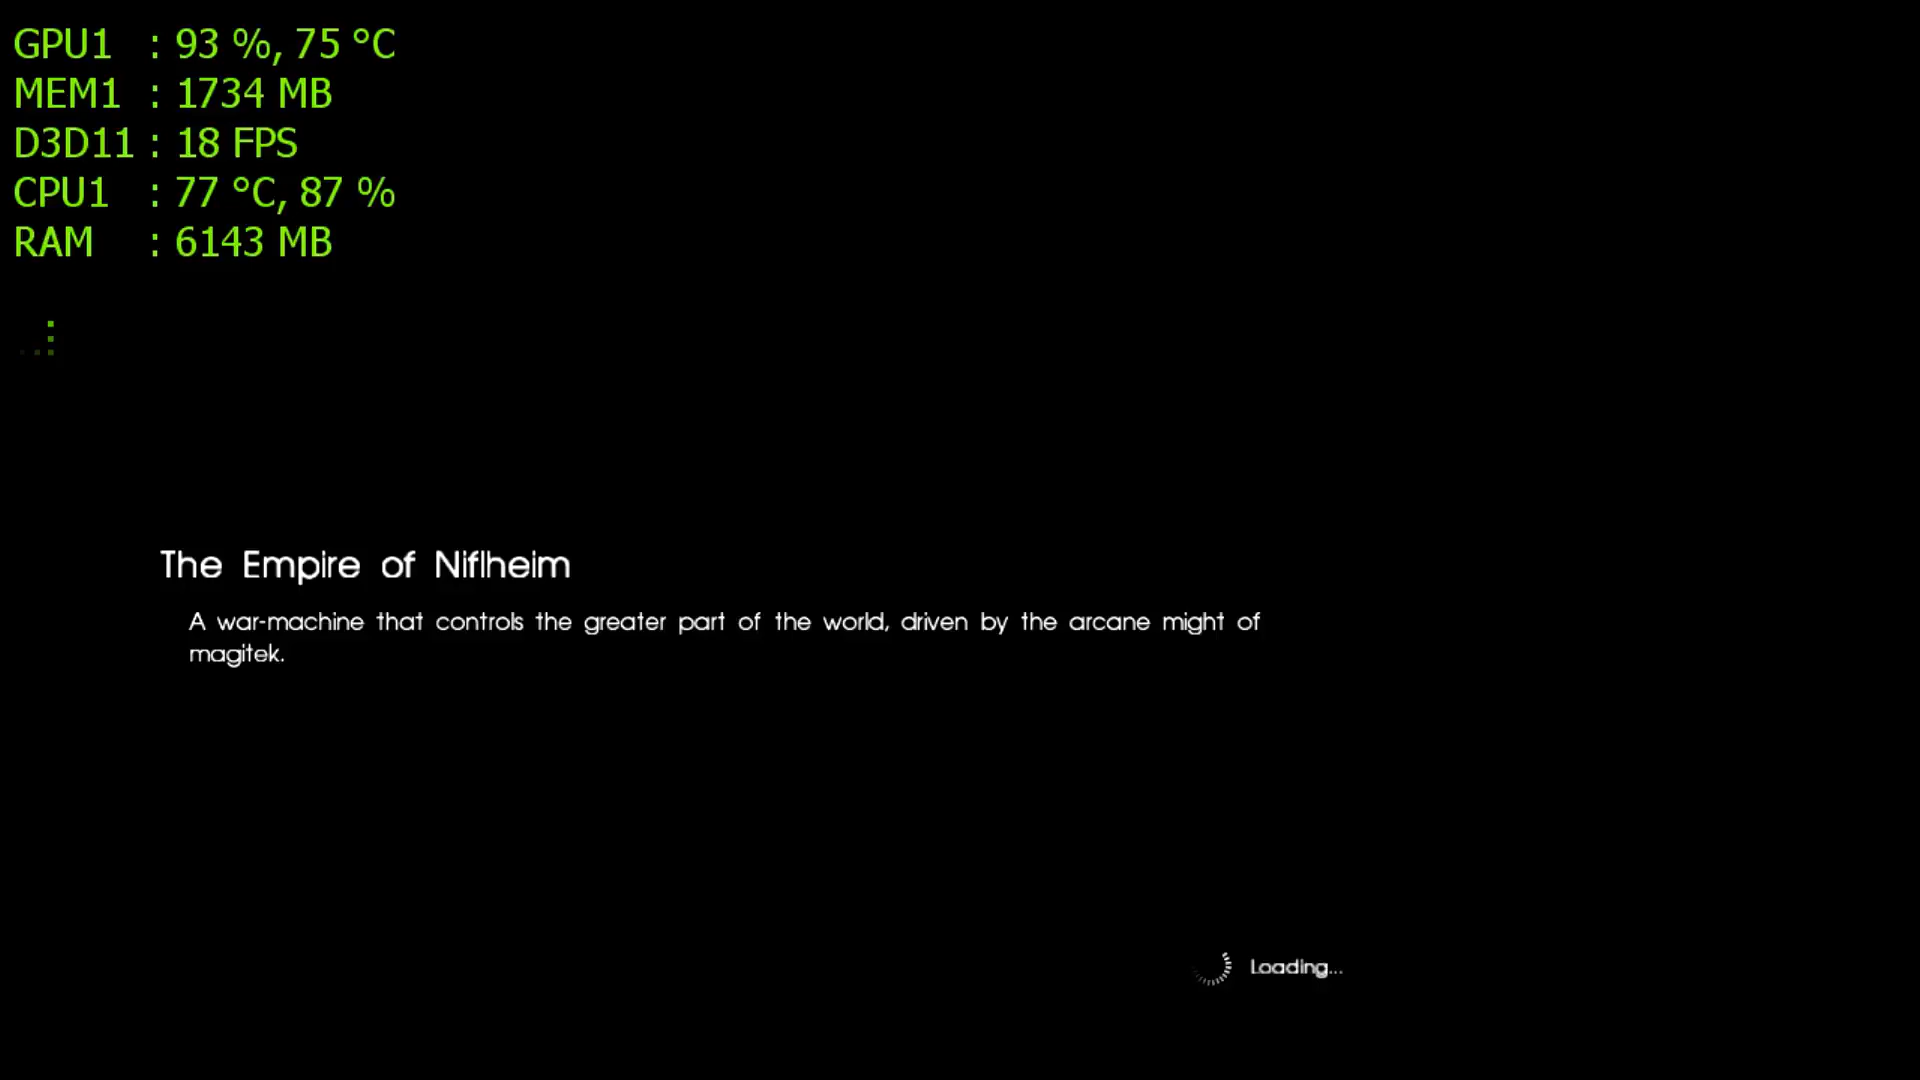 GPU1 : 93 %, 75 °C
MEM1 : 1734 MB
D3D11 : 18 FPS
CPU1 : 77 °C, 87 %
RAM : 6143 MB
The Empire of Niflheim
A war-machine that controls the greater part of the world, driven by the arcane might of
magitek.
Loading...